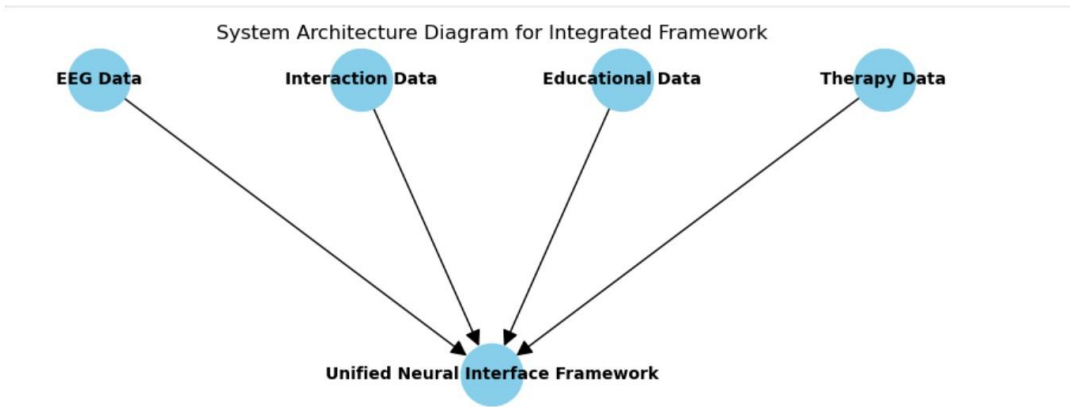 System Architecture Diagram for Integrated Framework
EEG Data
Interaction Data
Educational Data
Therapy Data
Unified Neural Interface Framework